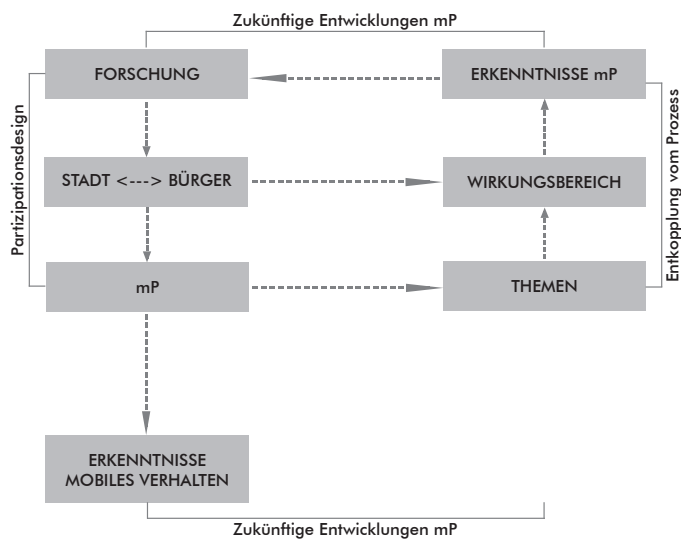 Zukünftige Entwicklungen mP
FORSCHUNG
ERKENNTNISSE mP
Partizipationsdesign
Entkopplung vom Prozess
STADT <---> BÜRGER
WIRKUNGSBEREICH
mP
THEMEN
ERKENNTNISSE
MOBILES VERHALTEN
Zukünftige Entwicklungen mP